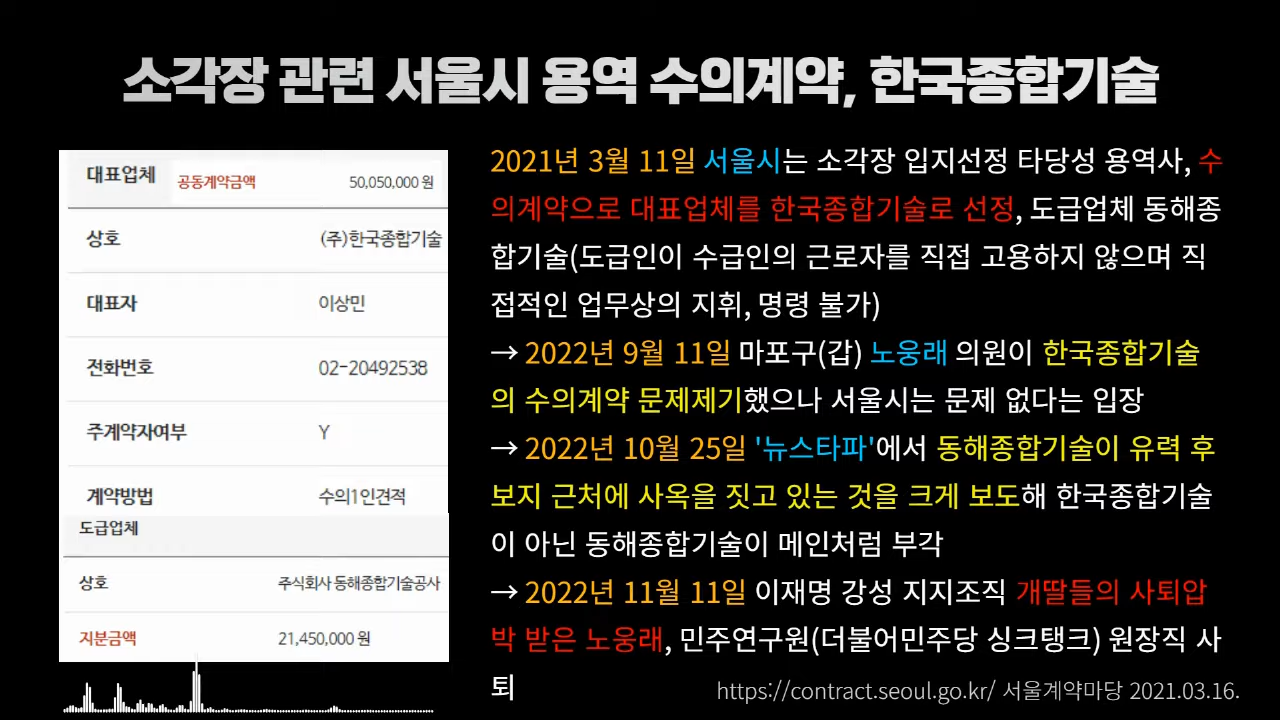 소각장 관련 서울시 용역 수의계약, 한국종합기술
대표업체 공동계약금액 50,050,000 원
상호 (주)한국종합기술
대표자 이상민
전화번호 02-20492538
주계약자여부 Y
계약방법 수의1인견적
도급업체
상호 주식회사 동해종합기술공사
지분금액 21,450,000 원
2021년 3월 11일 서울시는 소각장 입지선정 타당성 용역사, 수
의계약으로 대표업체를 한국종합기술로 선정, 도급업체 동해종
합기술(도급인이 수급인의 근로자를 직접 고용하지 않으며 직
접적인 업무상의 지휘, 명령 불가)
→ 2022년 9월 11일 마포구(갑) 노웅래 의원이 한국종합기술
의 수의계약 문제제기했으나 서울시는 문제 없다는 입장
→ 2022년 10월 25일 '뉴스타파'에서 동해종합기술이 유력 후
보지 근처에 사옥을 짓고 있는 것을 크게 보도해 한국종합기술
이 아닌 동해종합기술이 메인처럼 부각
→ 2022년 11월 11일 이재명 강성 지지조직 개딸들의 사퇴압
박 받은 노웅래, 민주연구원(더불어민주당 싱크탱크) 원장직 사
퇴
https://contract.seoul.go.kr/ 서울계약마당 2021.03.16.